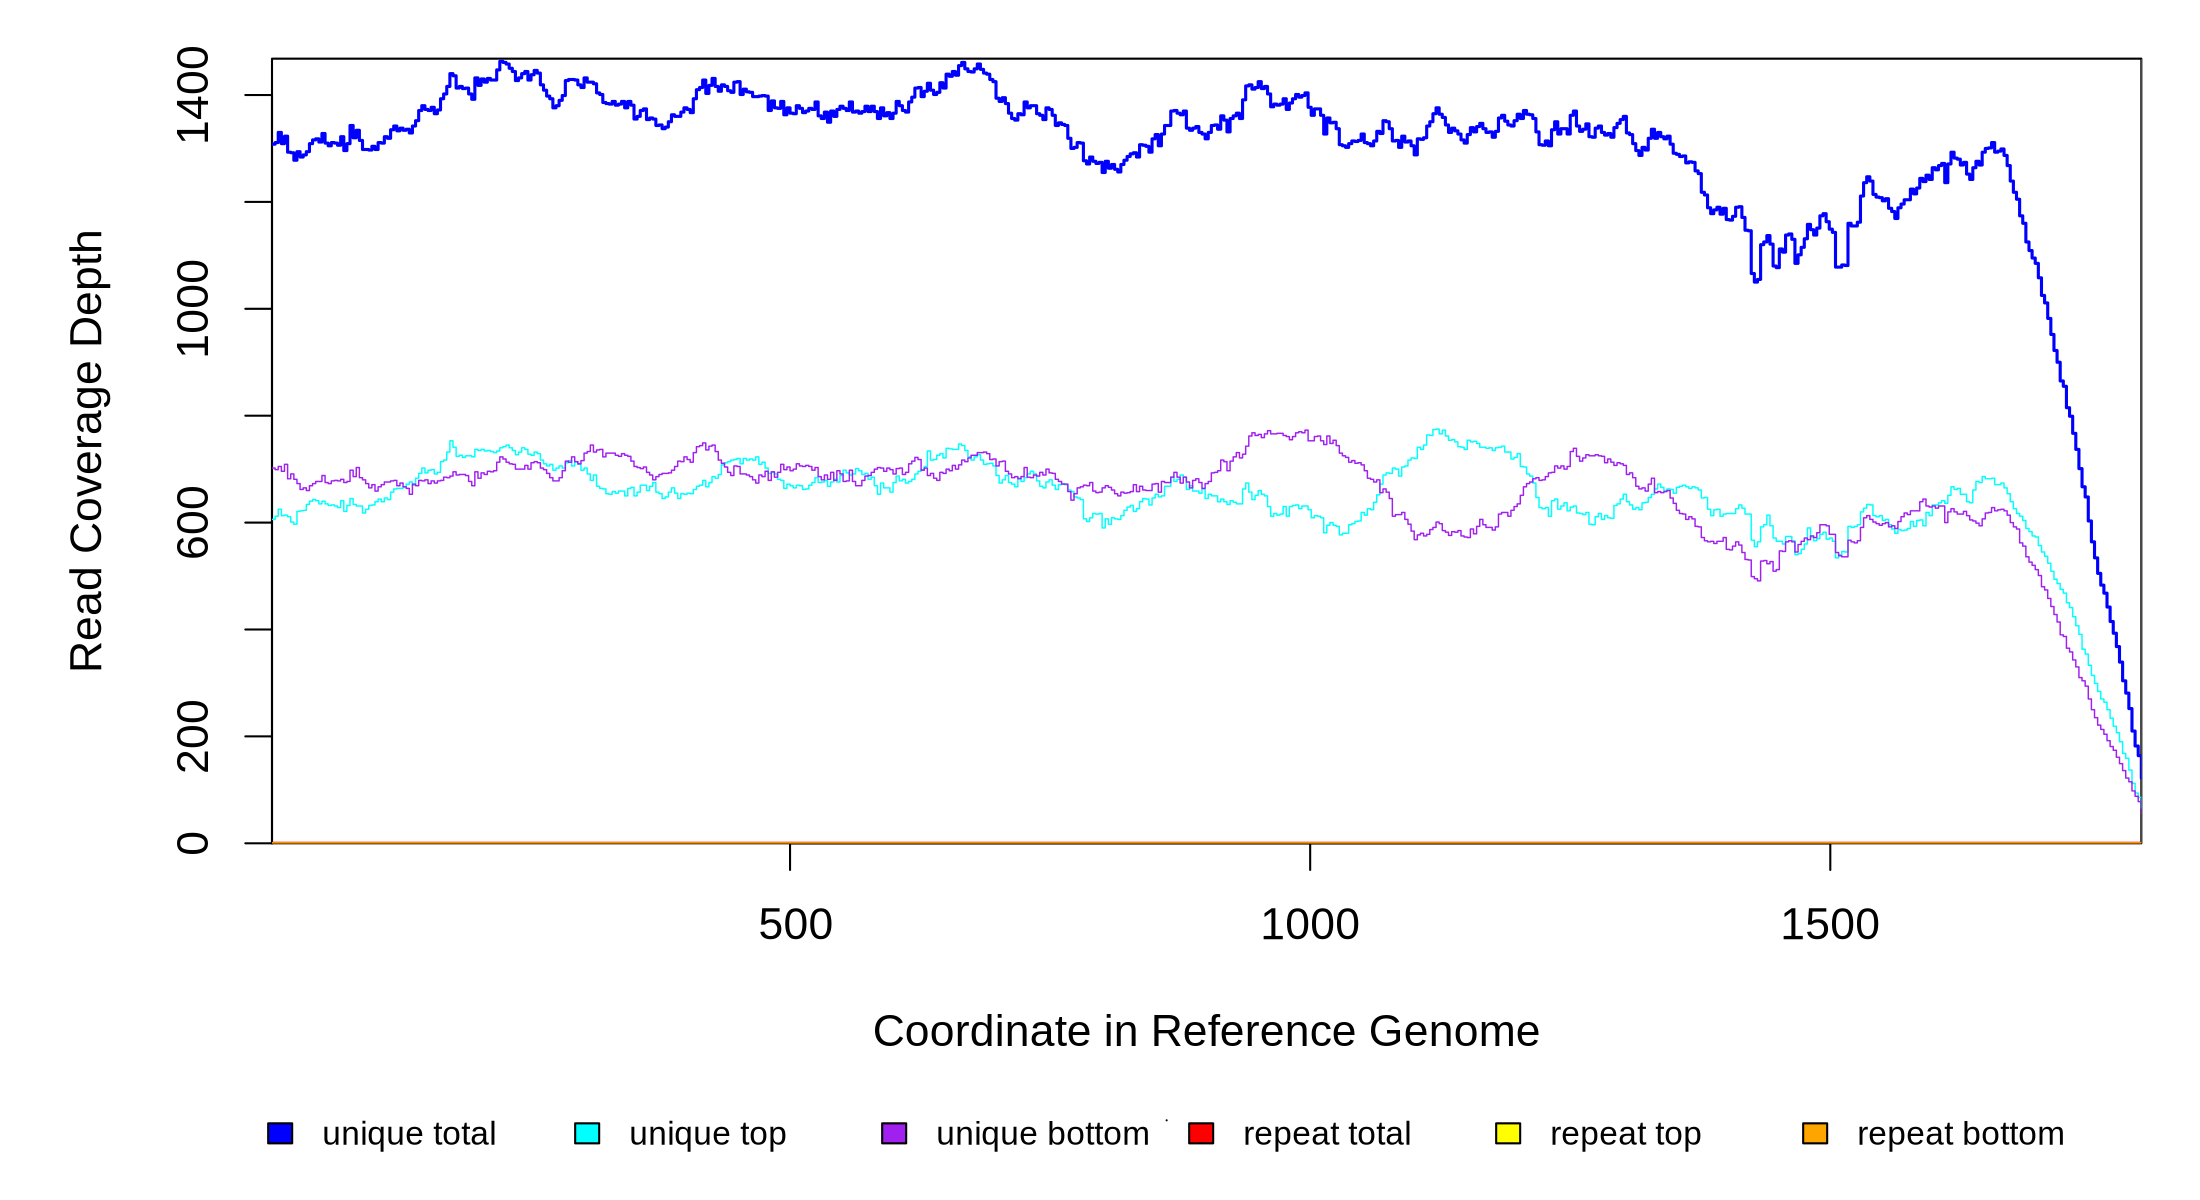 1400
1000
600
200
0
Read Coverage Depth
500 1000 1500
Coordinate in Reference Genome
unique total unique top unique bottom repeat total repeat top repeat bottom